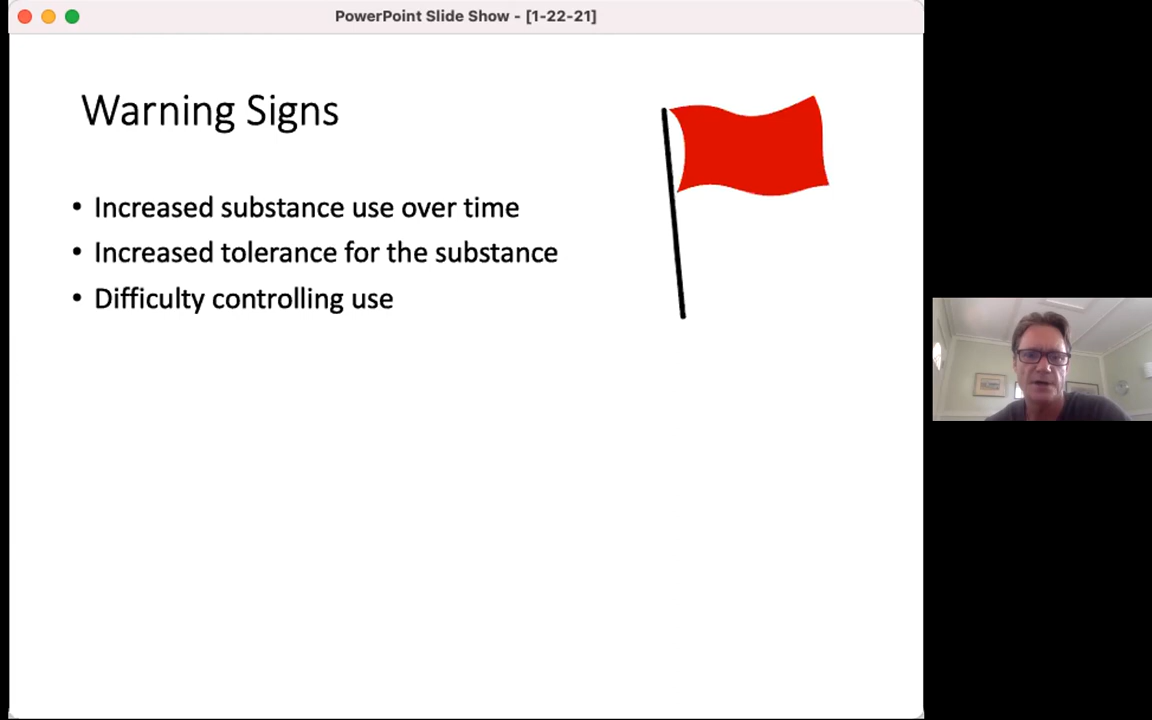 PowerPoint Slide Show - [1-22-21]
Warning Signs
• Increased substance use over time
• Increased tolerance for the substance
• Difficulty controlling use